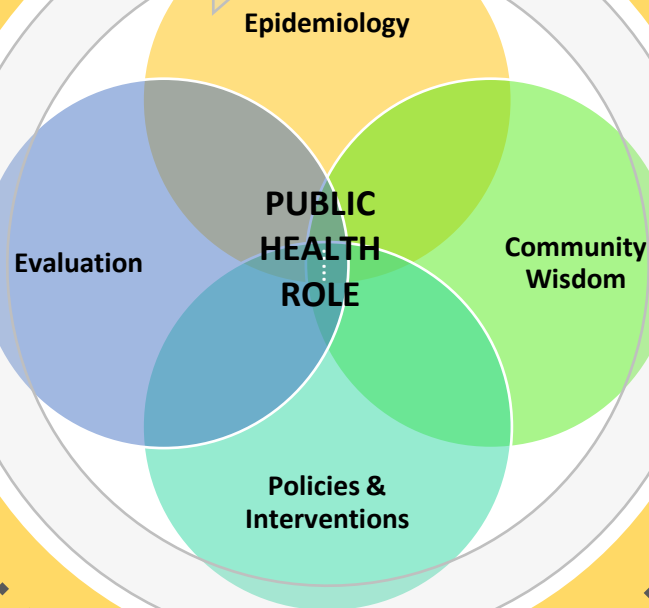 Epidemiology
PUBLIC
HEALTH
ROLE
Evaluation
Community
Wisdom
Policies &
Interventions